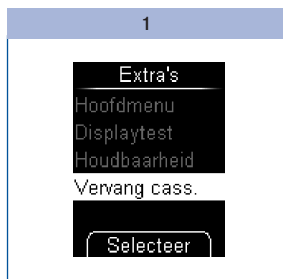 1
Extra's
Hoofdmenu
Displaytest
Houdbaarheid
Vervang cass.
Selecteer